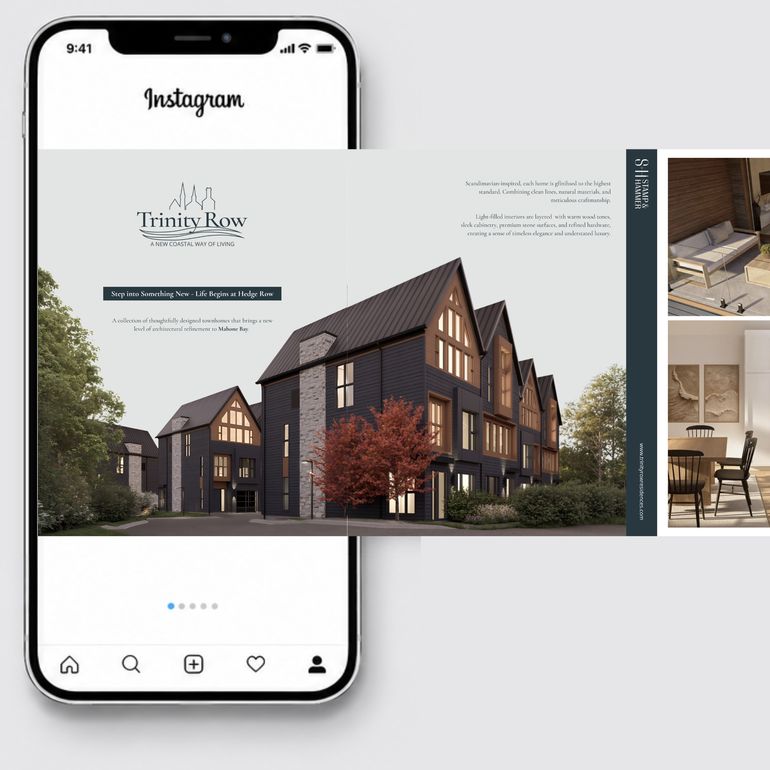 9:41
Instagram
Trinity Row
A NEW COASTAL WAY OF LIVING
Step into Something New - Life Begins at Hedge Row
A collection of thoughtfully designed townhomes that brings a new
level of architectural refinement to Mahone Bay.
Scandinavian-inspired, each home is finished to the highest
standard. Combining clean lines, natural materials, and
meticulous craftsmanship.
Light-filled interiors are layered with warm wood tones,
sleek cabinetry, premium stone surfaces, and refined hardware,
creating a sense of timeless elegance and understated luxury.
SH
STAMP &
HAMMER
www.trinityrowresidences.com